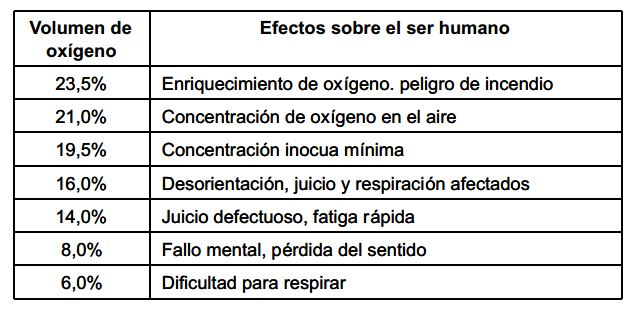 Volumen de oxígeno Efectos sobre el ser humano
23,5% Enriquecimiento de oxígeno. peligro de incendio
21,0% Concentración de oxígeno en el aire
19,5% Concentración inocua mínima
16,0% Desorientación, juicio y respiración afectados
14,0% Juicio defectuoso, fatiga rápida
8,0% Fallo mental, pérdida del sentido
6,0% Dificultad para respirar